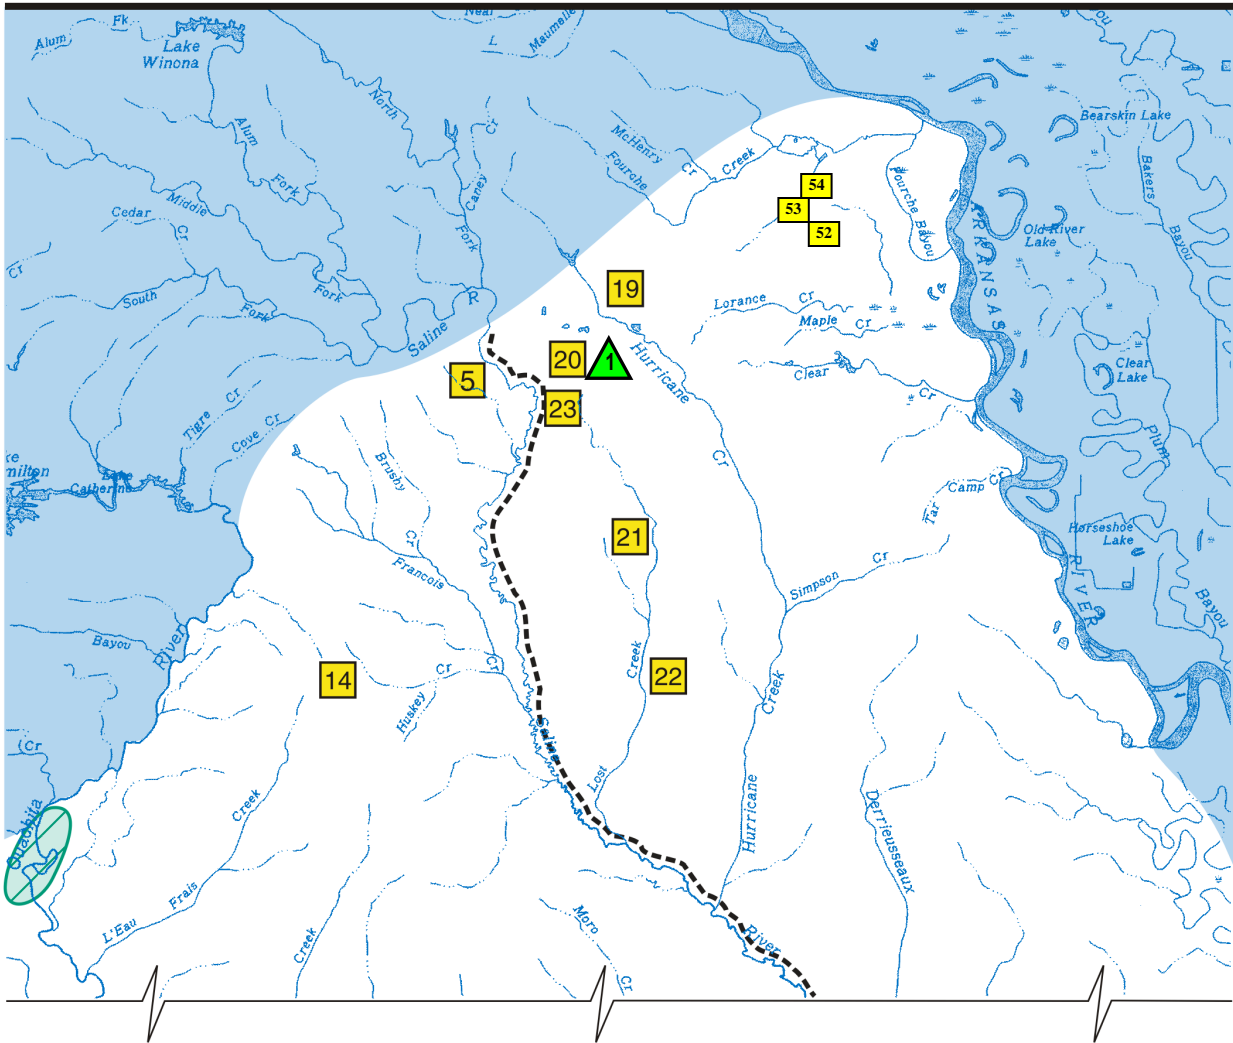 Alum
Fk
Lake
Winona
Near
L
Maumelle
North
Alum
Fork
Middle
Cedar
Cr
Cr
South
Fork
Fork
Caney
Cr
Fork
R
Saline
McHenry
Cr
Creek
Fourche
Fourche Bayou
Bearskin Lake
Bakers
Bayou
Old River
Lake
ARKANSAS
54
53
52
19
Lorance
Cr
Maple
Cr
Clear
Cr
Clear
Lake
Plum
20
1
Hurricane
5
23
Tigre
Cr
Cove
Cr
Lake
Catherine
milton
Brushy
Cr
Francois
Cr
21
Cr
Camp
Cr
Tar
Horseshoe
Lake
RIVER
Bayou
Simpson
Cr
Bayou
River
14
Huskey
Cr
Creek
22
Creek
Saline
Lost
Hurricane
Derrieusseaux
Cr
Ouachita
Creek
L'Eau
Frais
Creek
Moro
Cr
River